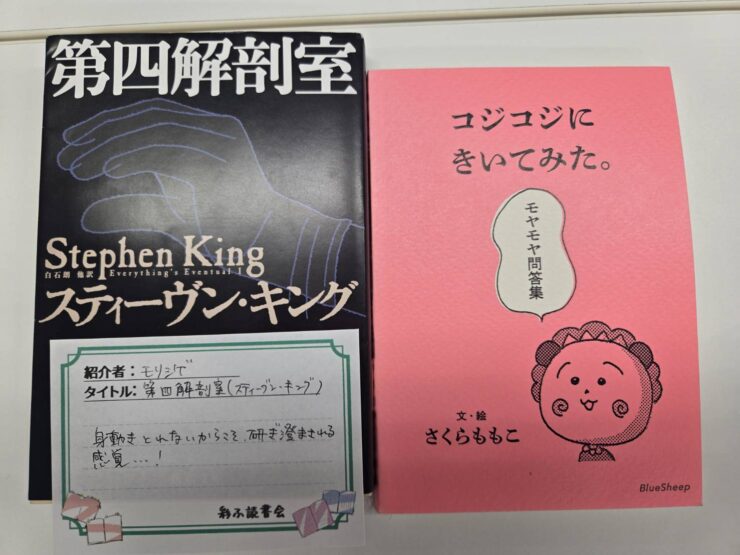 第四解剖室
Stephen King
白石朗 他訳 Everything's Eventual 1
スティーヴン・キング
紹介者: モリシゲ
タイトル: 第四解剖室(スティーヴン・キング)
身動きとれないからこそ、研ぎ澄まされる
感覚…!
彩ふ読書会
コジコジに
きいてみた。
モヤモヤ問答集
文・絵
さくらももこ
BlueSheep